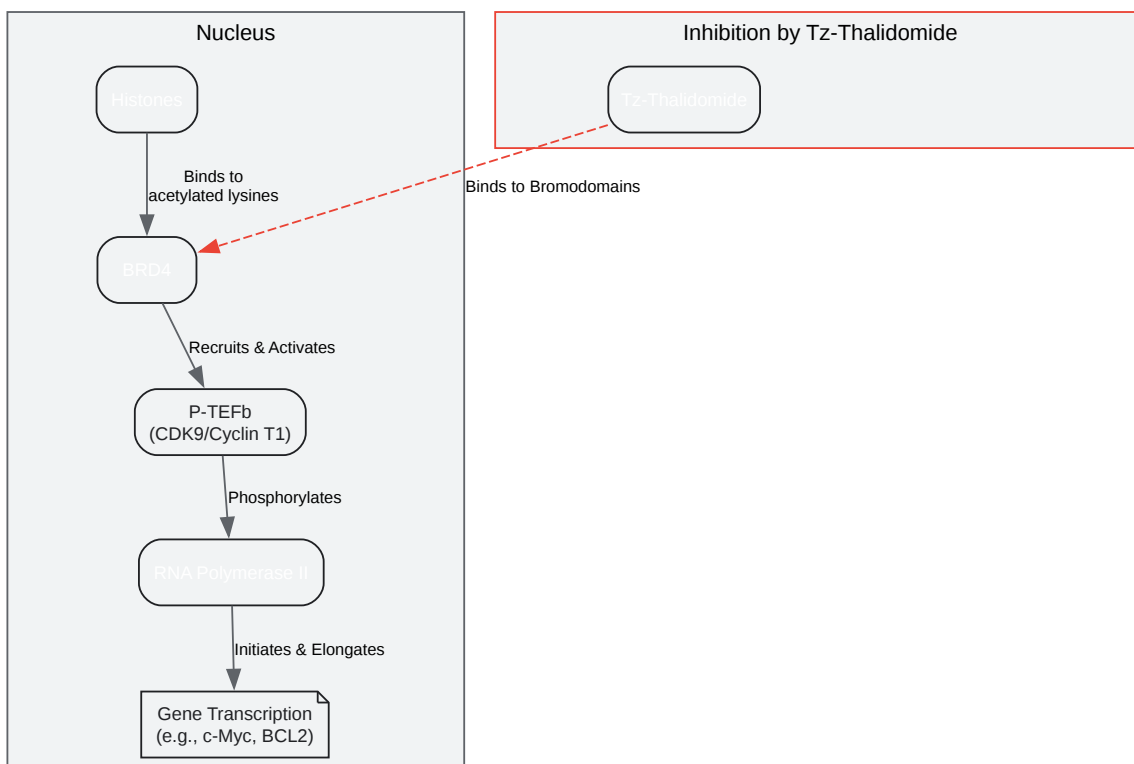 Nucleus
Inhibition by Tz-Thalidomide
Histones
Tz-Thalidomide
Binds to
acetylated lysines
Binds to Bromodomains
BRD4
Recruits & Activates
P-TEFb
(CDK9/Cyclin T1)
Phosphorylates
RNA Polymerase II
Initiates & Elongates
Gene Transcription
(e.g., c-Myc, BCL2)